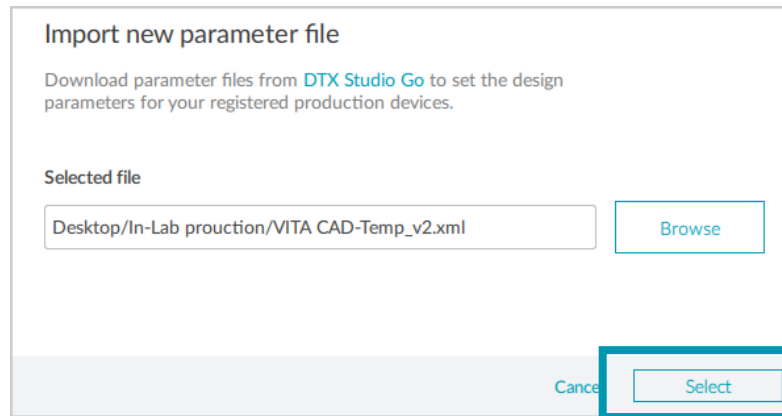 Import new parameter file
Download parameter files from DTX Studio Go to set the design
parameters for your registered production devices.
Selected file
Desktop/In-Lab prouction/VITA CAD-Temp_v2.xml
Browse
Cance
Select